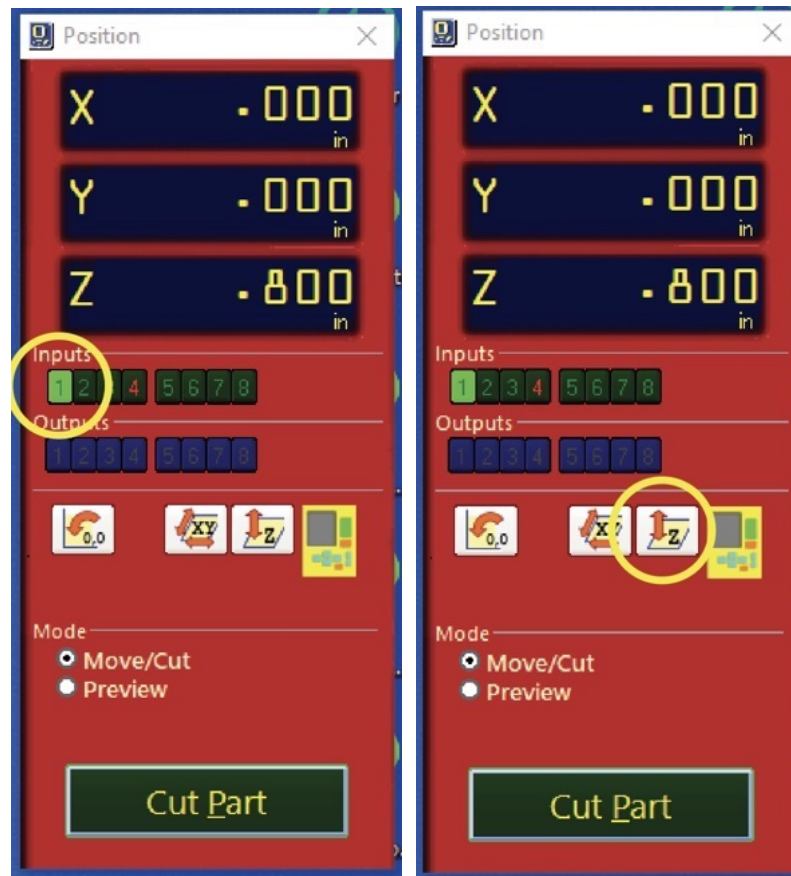 Position
X .000
in
Y .000
in
Z .800
in
Inputs
1 2 3 4 5 6 7 8
Outputs
1 2 3 4 5 6 7 8
0,0 XY Z
Mode
Move/Cut
Preview
Cut Part
Position
X .000
in
Y .000
in
Z .800
in
Inputs
1 2 3 4 5 6 7 8
Outputs
1 2 3 4 5 6 7 8
0,0 XY Z
Mode
Move/Cut
Preview
Cut Part